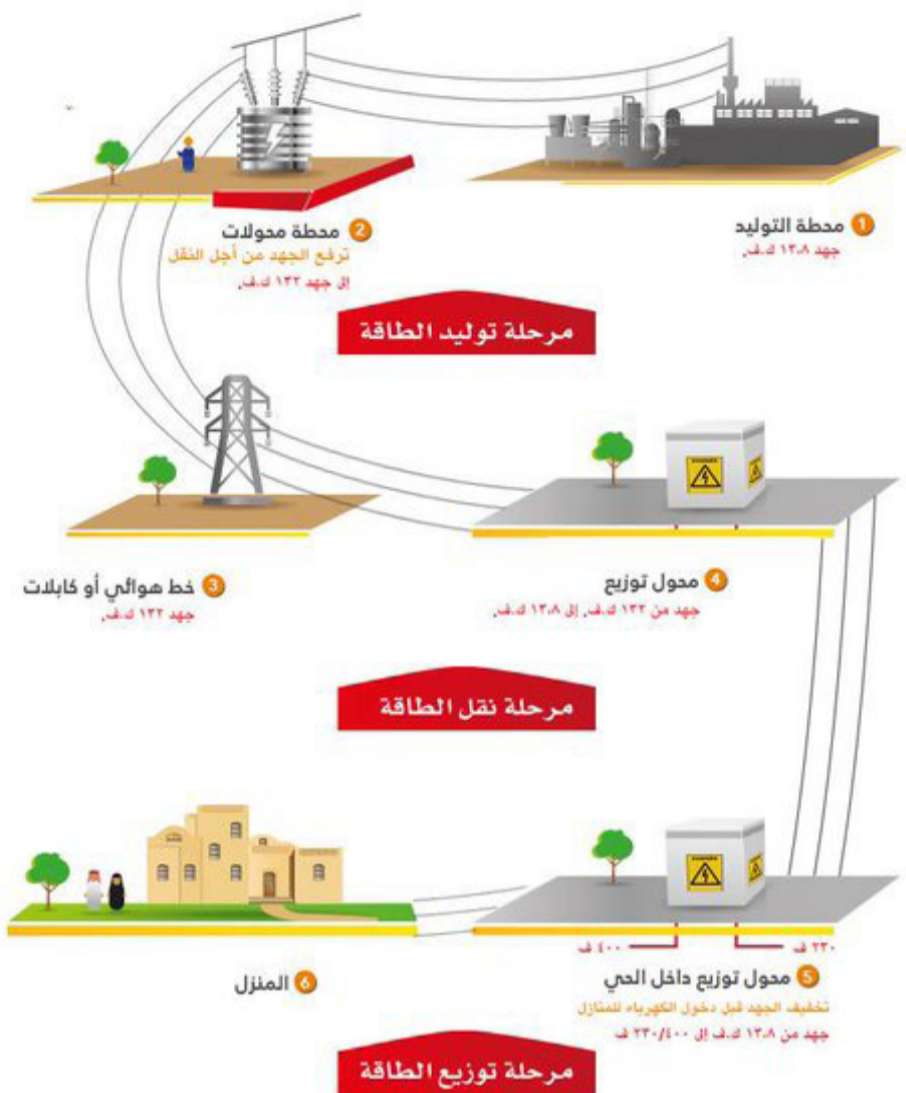 1 محطة التوليد
جهد ١٣،٨ ك.ف.
2 محطة محولات
ترفع الجهد من أجل النقل
إلى جهد ١٣٢ ك.ف.
مرحلة توليد الطاقة
3 خط هوائي أو كابلات
جهد ١٣٢ ك.ف.
4 محول توزيع
جهد من ١٣٢ ك.ف. إلى ١٣،٨ ك.ف.
مرحلة نقل الطاقة
٢٣٠ ف
٤٠٠ ف
5 محول توزيع داخل الحي
تخفيف الجهد قبل دخول الكهرباء للمنازل
جهد من ١٣،٨ ك.ف إلى ٢٣٠/٤٠٠ ف
6 المنزل
مرحلة توزيع الطاقة